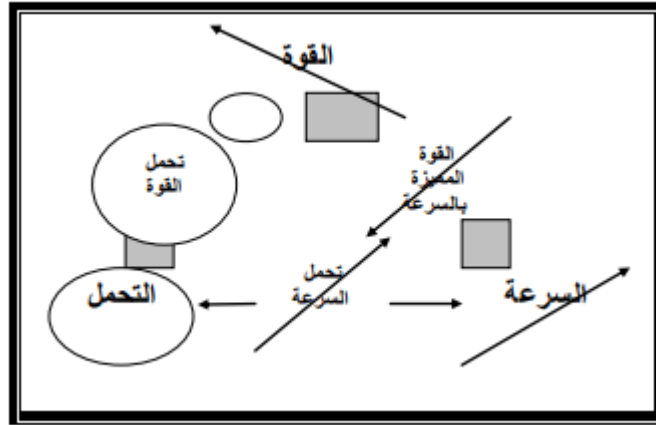 القوة
القوة
المميزة
بالسرعة
تحمل
القوة
تحمل
السرعة
السرعة
التحمل